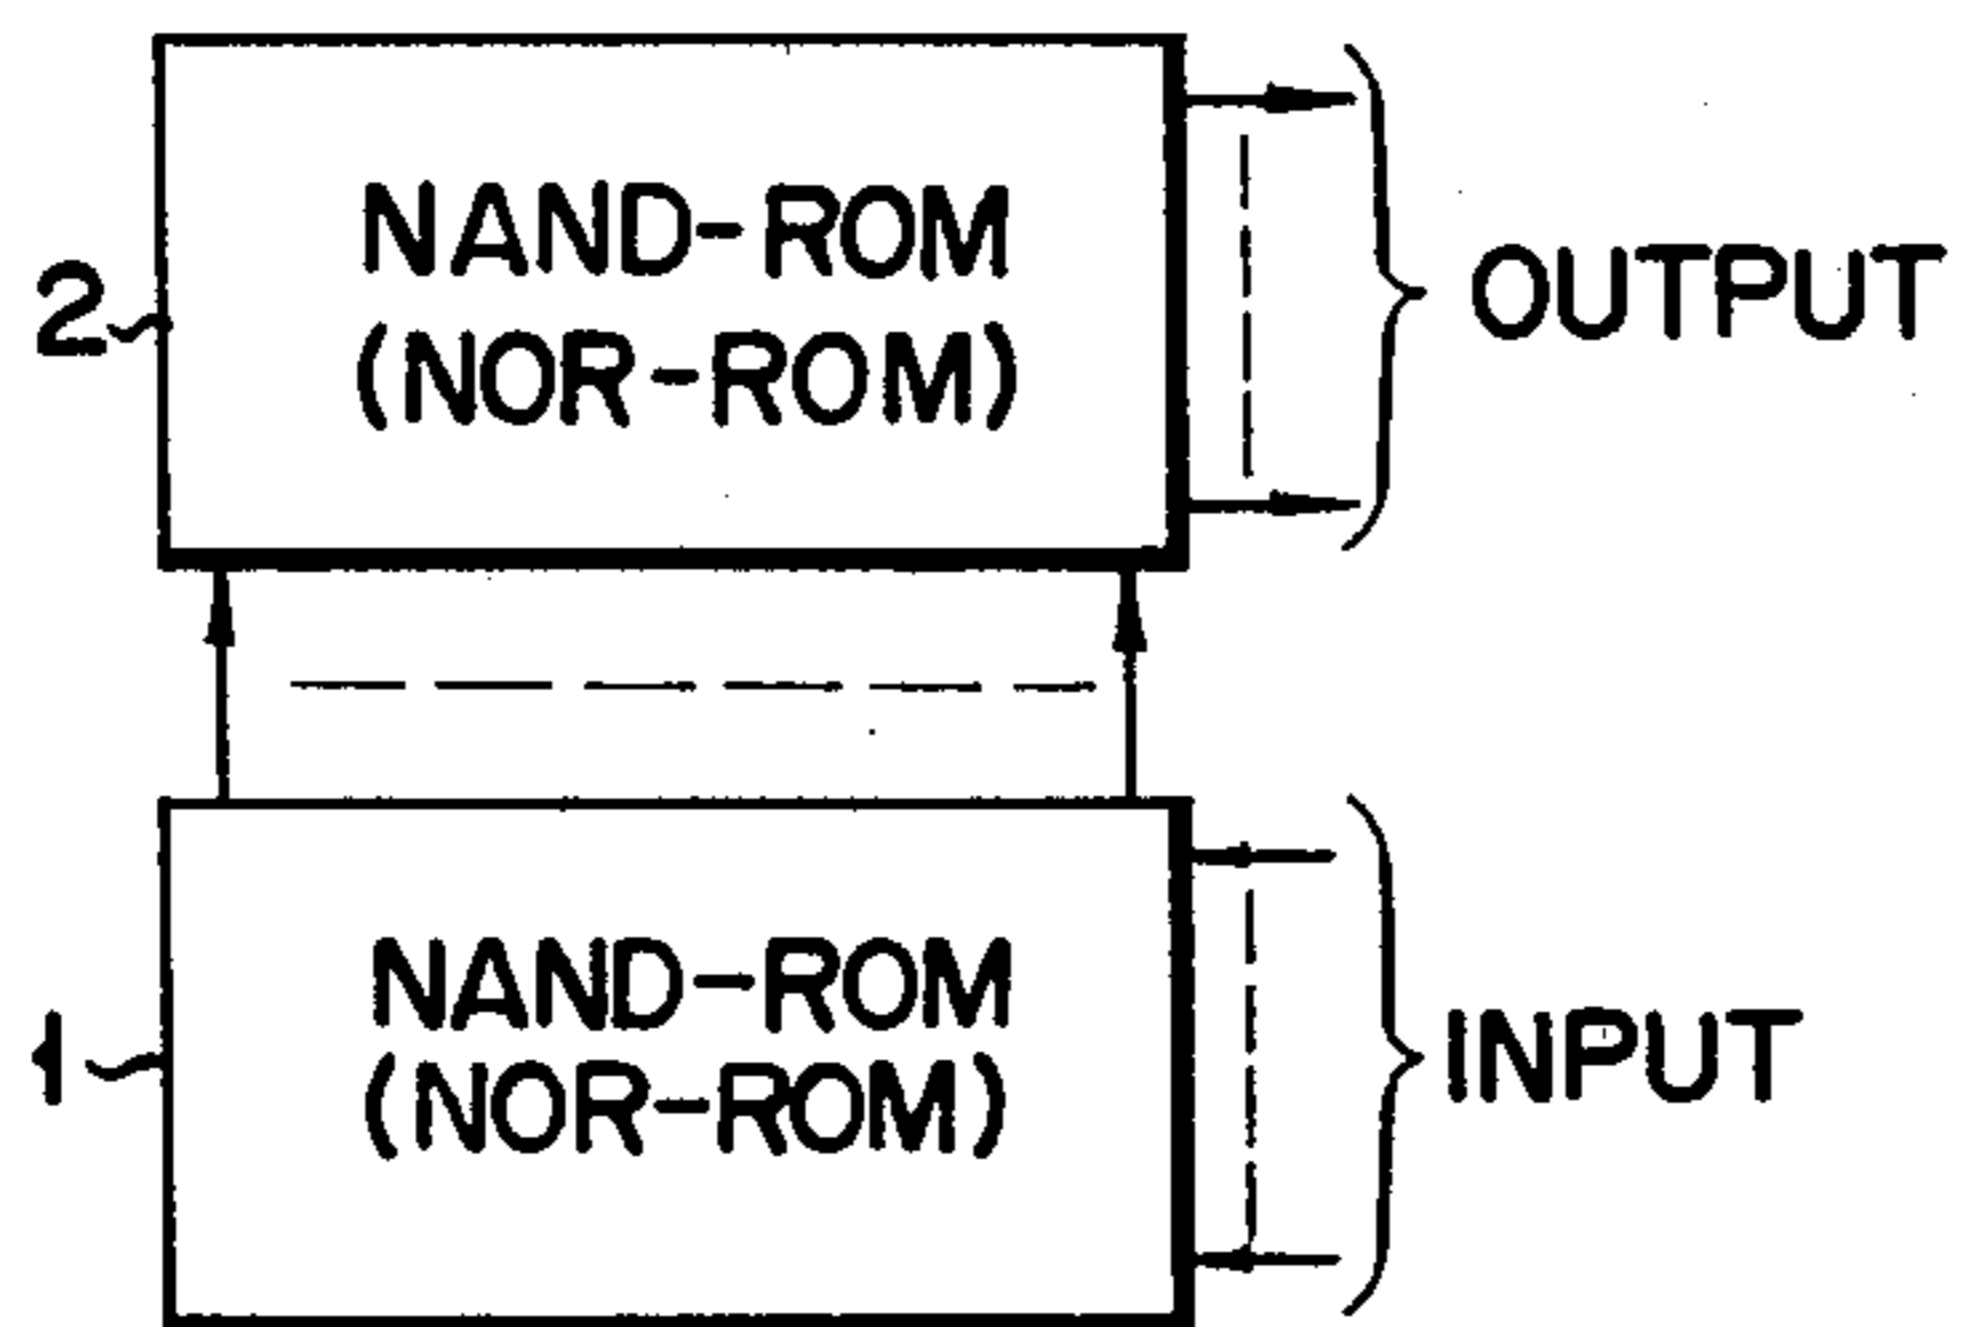 NAND-ROM
(NOR-ROM)
2
OUTPUT
NAND-ROM
(NOR-ROM)
1
INPUT